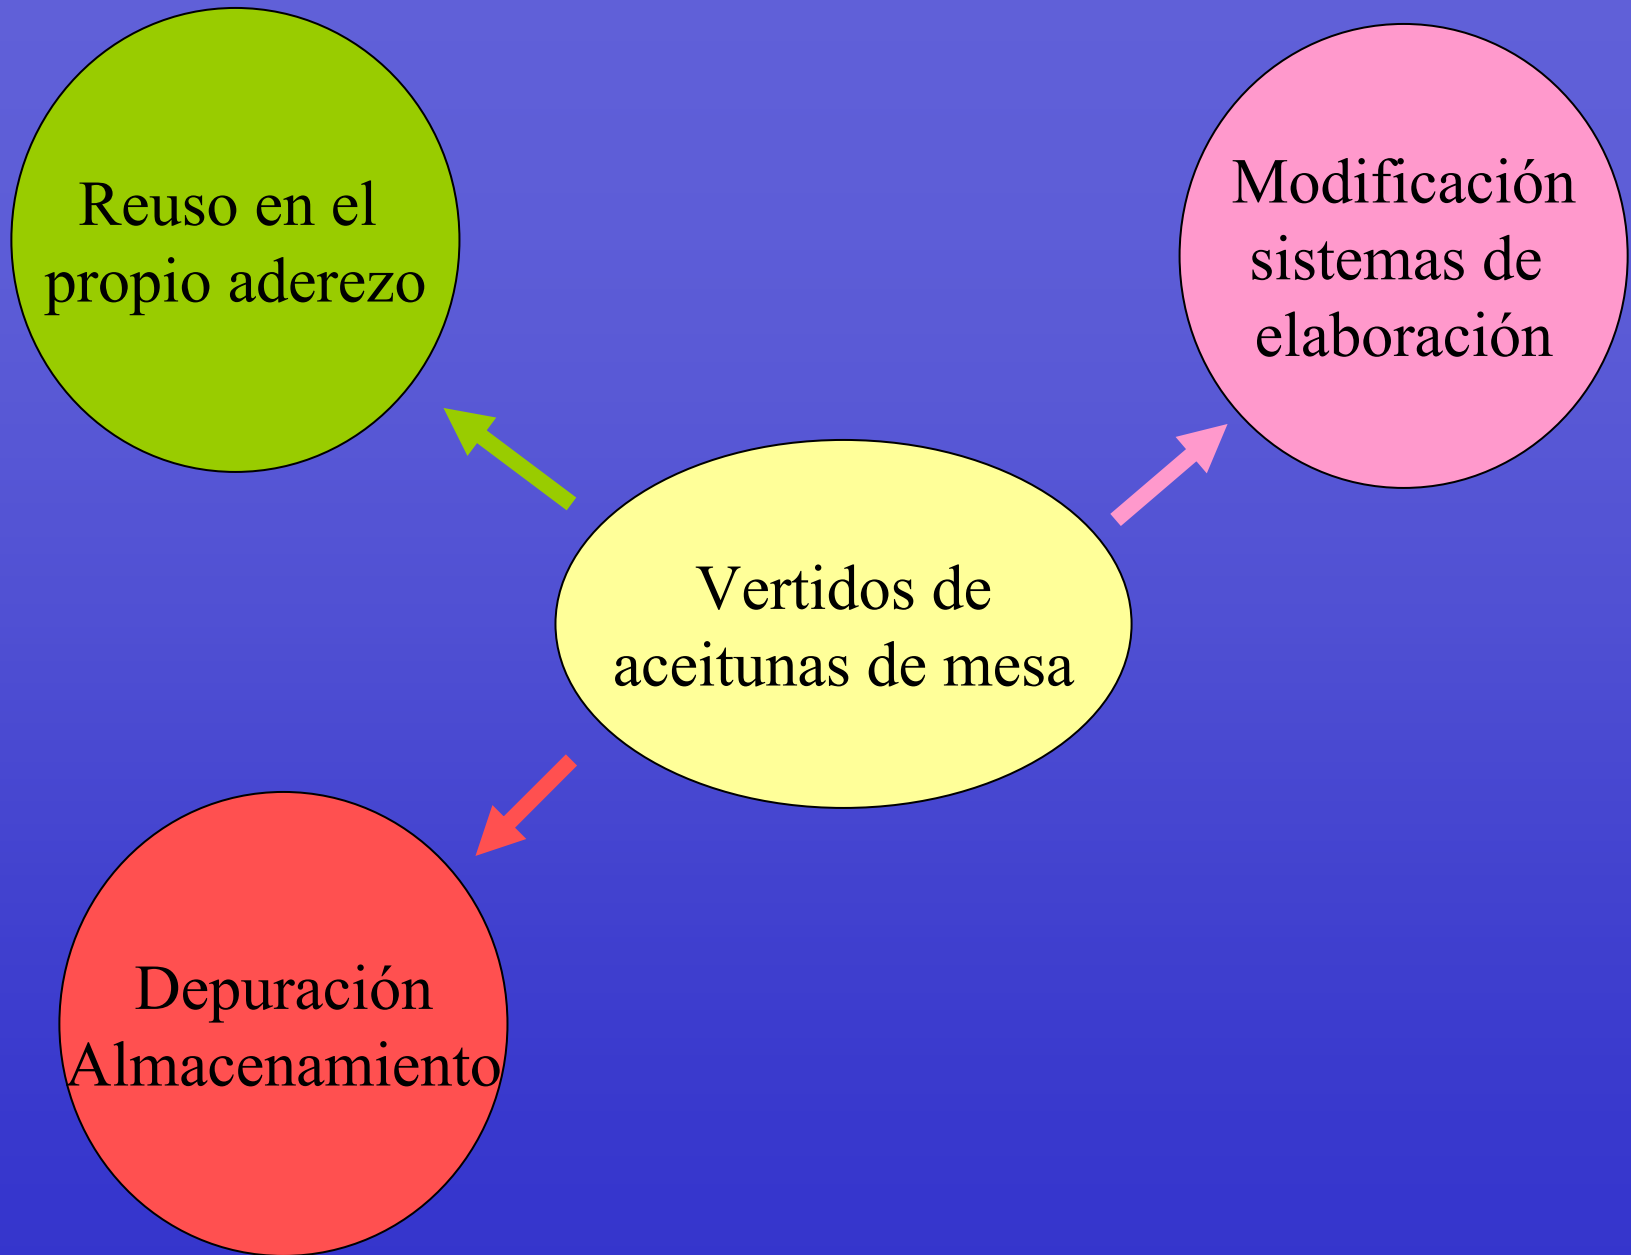 Reuso en el
propio aderezo
Modificación
sistemas de
elaboración
Vertidos de
aceitunas de mesa
Depuración
Almacenamiento